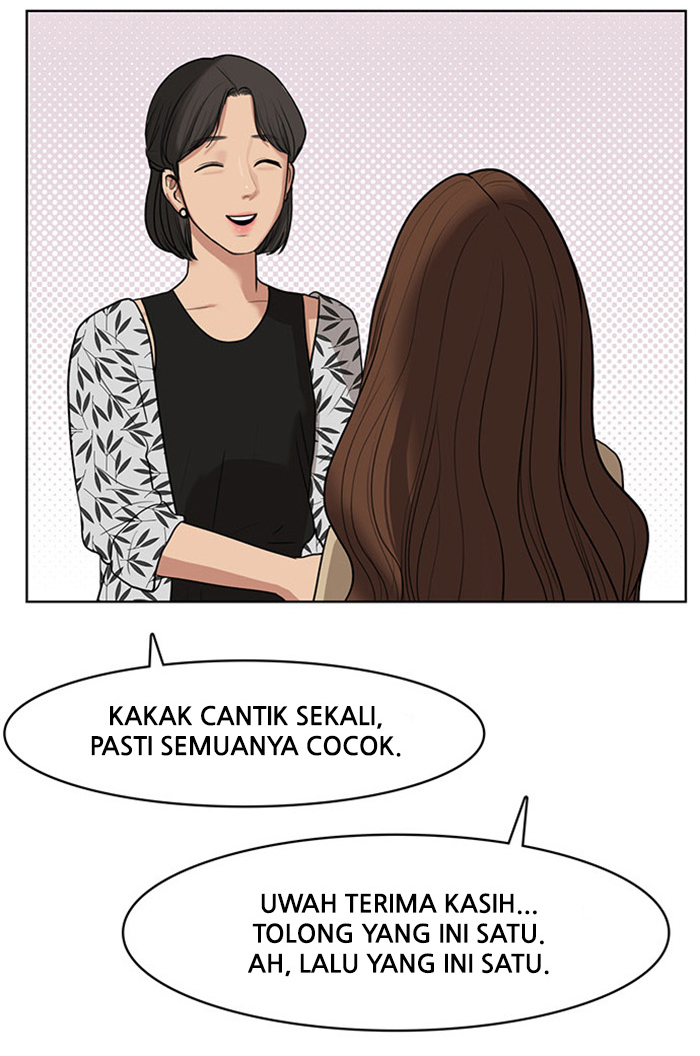 KAKAK CANTIK SEKALI,
PASTI SEMUANYA COCOK.
UWAH TERIMA KASIH...
TOLONG YANG INI SATU.
AH, LALU YANG INI SATU.